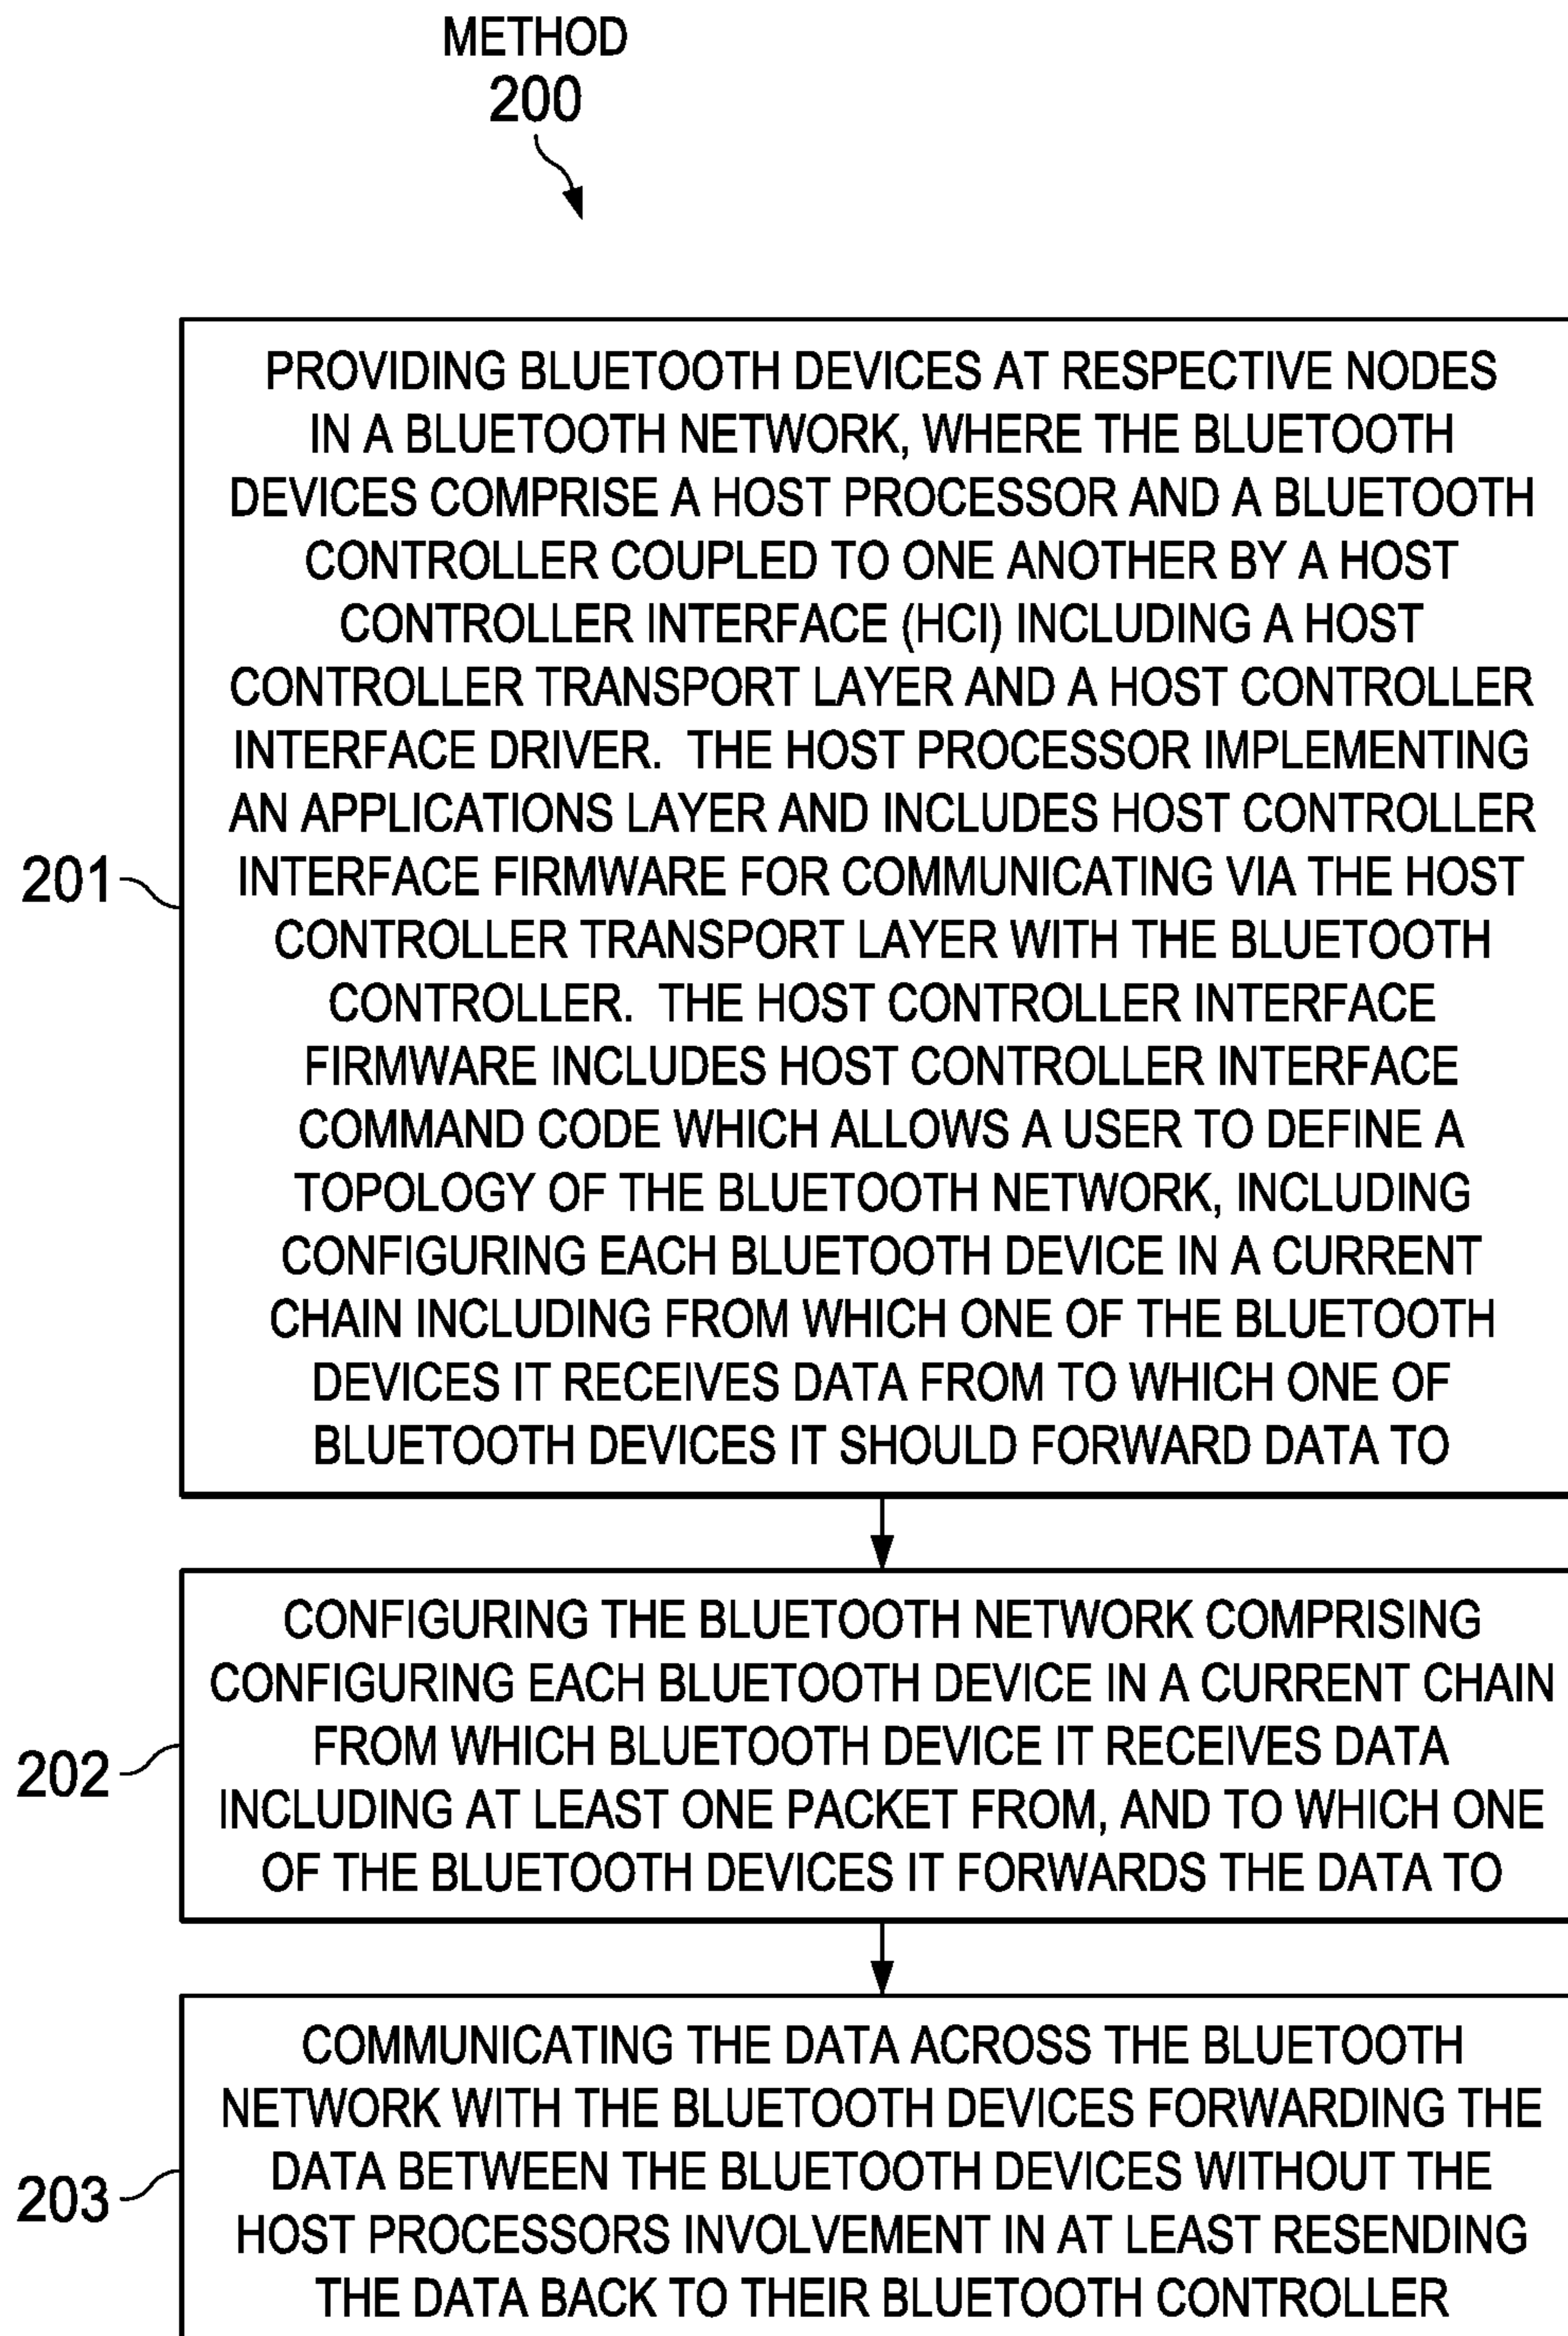 METHOD
200
PROVIDING BLUETOOTH DEVICES AT RESPECTIVE NODES
IN A BLUETOOTH NETWORK, WHERE THE BLUETOOTH
DEVICES COMPRISE A HOST PROCESSOR AND A BLUETOOTH
CONTROLLER COUPLED TO ONE ANOTHER BY A HOST
CONTROLLER INTERFACE (HCI) INCLUDING A HOST
CONTROLLER TRANSPORT LAYER AND A HOST CONTROLLER
INTERFACE DRIVER. THE HOST PROCESSOR IMPLEMENTING
AN APPLICATIONS LAYER AND INCLUDES HOST CONTROLLER
201
INTERFACE FIRMWARE FOR COMMUNICATING VIA THE HOST
CONTROLLER TRANSPORT LAYER WITH THE BLUETOOTH
CONTROLLER. THE HOST CONTROLLER INTERFACE
FIRMWARE INCLUDES HOST CONTROLLER INTERFACE
COMMAND CODE WHICH ALLOWS A USER TO DEFINE A
TOPOLOGY OF THE BLUETOOTH NETWORK, INCLUDING
CONFIGURING EACH BLUETOOTH DEVICE IN A CURRENT
CHAIN INCLUDING FROM WHICH ONE OF THE BLUETOOTH
DEVICES IT RECEIVES DATA FROM TO WHICH ONE OF
BLUETOOTH DEVICES IT SHOULD FORWARD DATA TO
CONFIGURING THE BLUETOOTH NETWORK COMPRISING
CONFIGURING EACH BLUETOOTH DEVICE IN A CURRENT CHAIN
FROM WHICH BLUETOOTH DEVICE IT RECEIVES DATA
202
INCLUDING AT LEAST ONE PACKET FROM, AND TO WHICH ONE
OF THE BLUETOOTH DEVICES IT FORWARDS THE DATA TO
COMMUNICATING THE DATA ACROSS THE BLUETOOTH
NETWORK WITH THE BLUETOOTH DEVICES FORWARDING THE
DATA BETWEEN THE BLUETOOTH DEVICES WITHOUT THE
203
HOST PROCESSORS INVOLVEMENT IN AT LEAST RESENDING
THE DATA BACK TO THEIR BLUETOOTH CONTROLLER